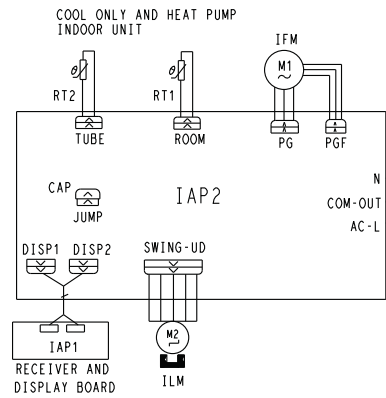 COOL ONLY AND HEAT PUMP
INDOOR UNIT
IFM
M1
RT2
RT1
TUBE
ROOM
PG
PGF
N
CAP
IAP2
COM-OUT
JUMP
AC-L
DISP1
DISP2
SWING-UD
M2
IAP1
RECEIVER AND
DISPLAY BOARD
ILM